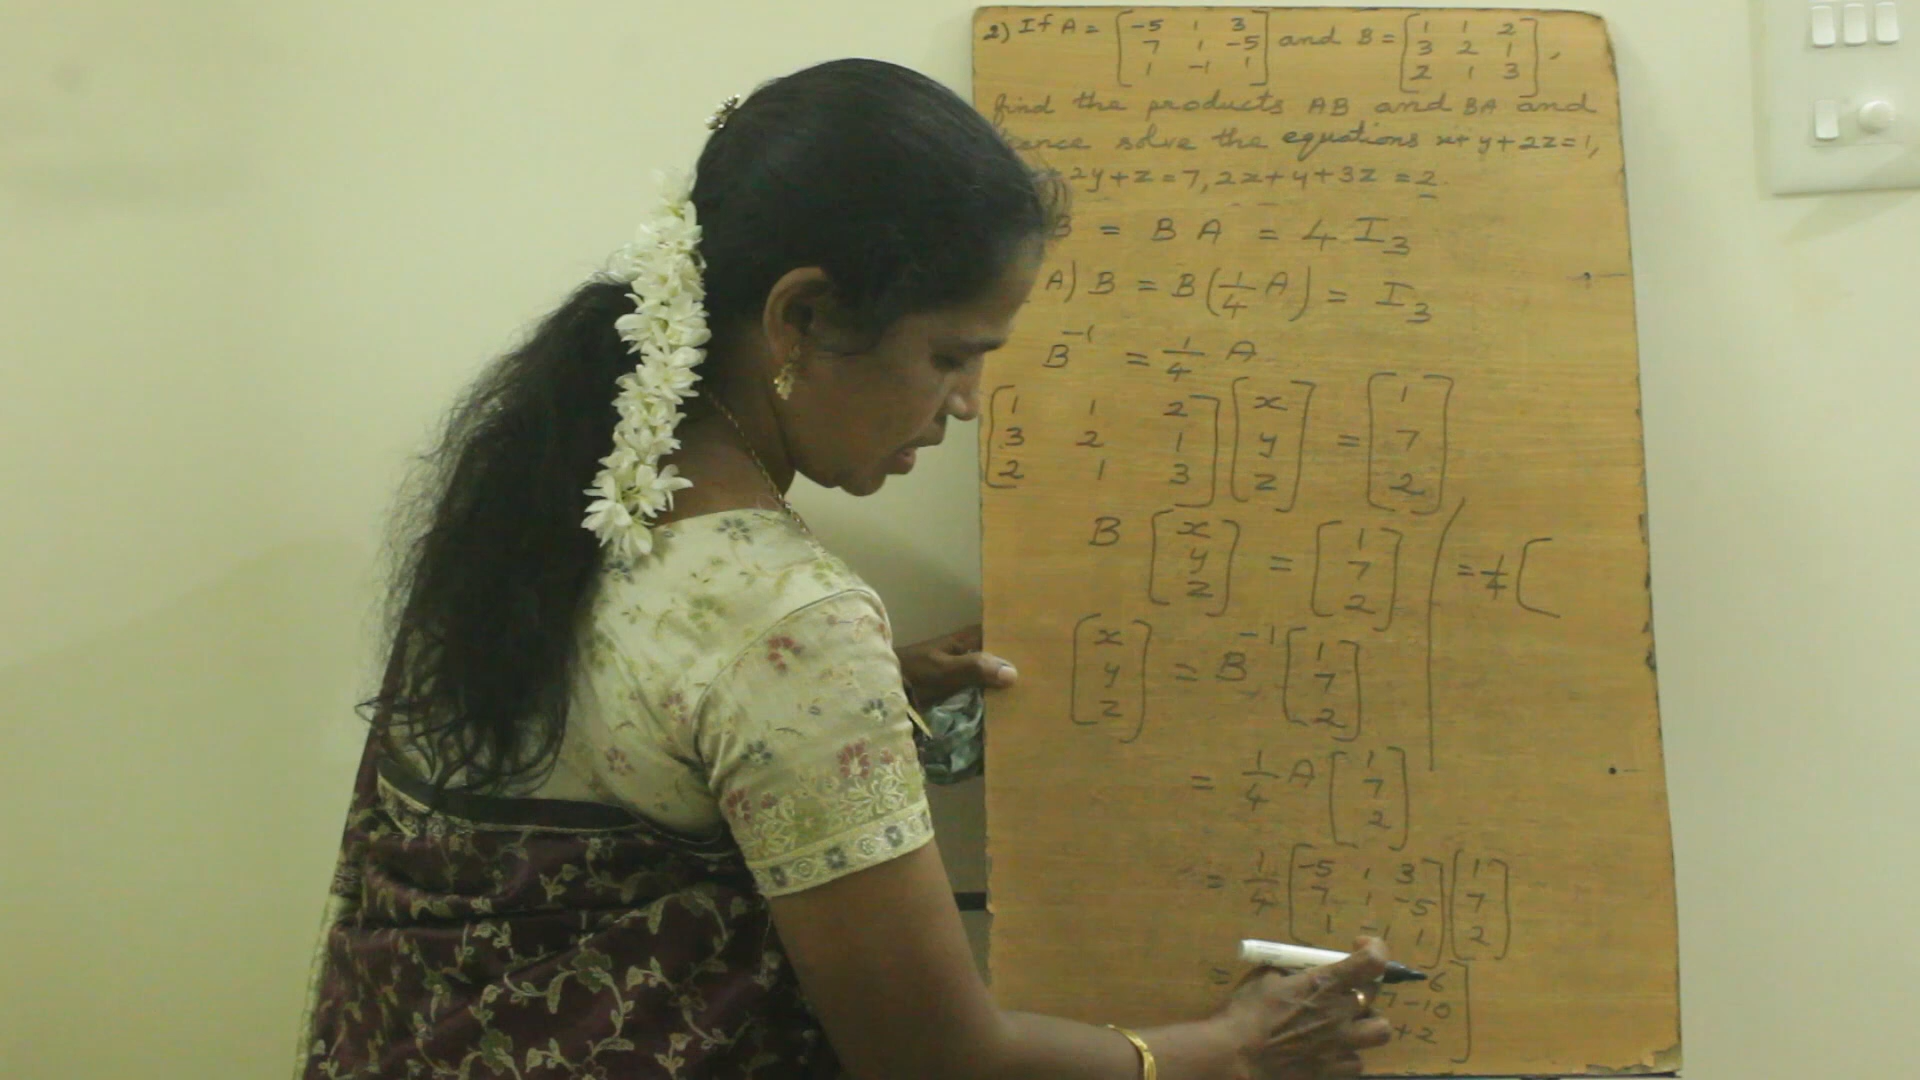 2) If A = [-5 1 3
7 1 -5
1 -1 1] and B = [1 1 2
3 2 1
2 1 3],
find the products AB and BA and
solve the equations x+y+2z=1,
+2y+z=7, 2x+y+3z=2.
B = BA = 4 I₃
A) B = B(1/4 A) = I₃
B⁻¹ = 1/4 A
[1 1 2
3 2 1
2 1 3] [x
y
z] = [1
7
2]
B [x
y
z] = [1
7
2]
[x
y
z] = B⁻¹ [1
7
2]
= 1/4 A [1
7
2]
= 1/4 [-5 1 3
7 1 -5
1 -1 1] [1
7
2]
= 6
7-10
+2]
= 1/4 [